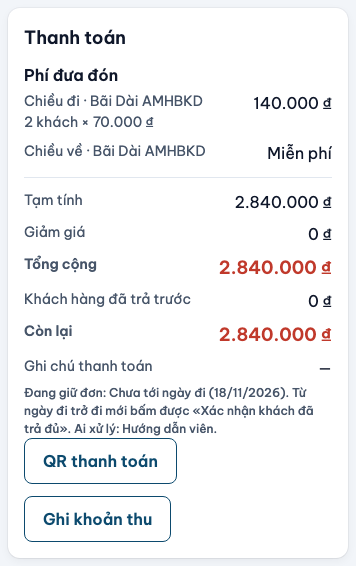 Thanh toán
Phí đưa đón
Chiều đi · Bãi Dài AMHBKD
2 khách × 70.000 ₫
140.000 ₫
Chiều về · Bãi Dài AMHBKD
Miễn phí
Tạm tính
2.840.000 ₫
Giảm giá
0 ₫
Tổng cộng
2.840.000 ₫
Khách hàng đã trả trước
0 ₫
Còn lại
2.840.000 ₫
Ghi chú thanh toán
—
Đang giữ đơn: Chưa tới ngày đi (18/11/2026). Từ
ngày đi trở đi mới bấm được «Xác nhận khách đã
trả đủ». Ai xử lý: Hướng dẫn viên.
QR thanh toán
Ghi khoản thu